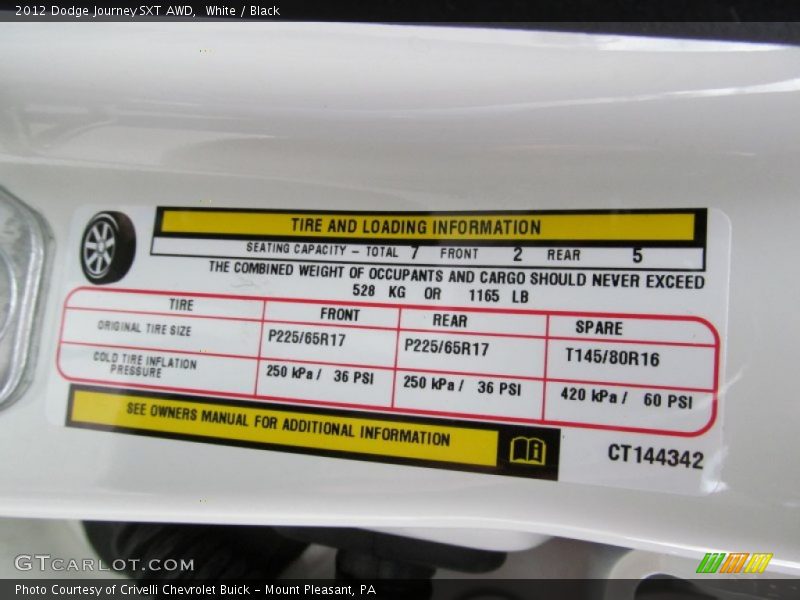 2012 Dodge Journey SXT AWD,  White / Black
TIRE AND LOADING INFORMATION
SEATING CAPACITY – TOTAL 7 FRONT 2 REAR 5
THE COMBINED WEIGHT OF OCCUPANTS AND CARGO SHOULD NEVER EXCEED
528 KG OR 1165 LB
TIRE FRONT REAR SPARE
ORIGINAL TIRE SIZE P225/65R17 P225/65R17 T145/80R16
COLD TIRE INFLATION
PRESSURE 250 kPa / 36 PSI 250 kPa / 36 PSI 420 kPa / 60 PSI
SEE OWNERS MANUAL FOR ADDITIONAL INFORMATION
CT144342
GTCARLOT.COM
Photo Courtesy of Crivelli Chevrolet Buick – Mount Pleasant, PA